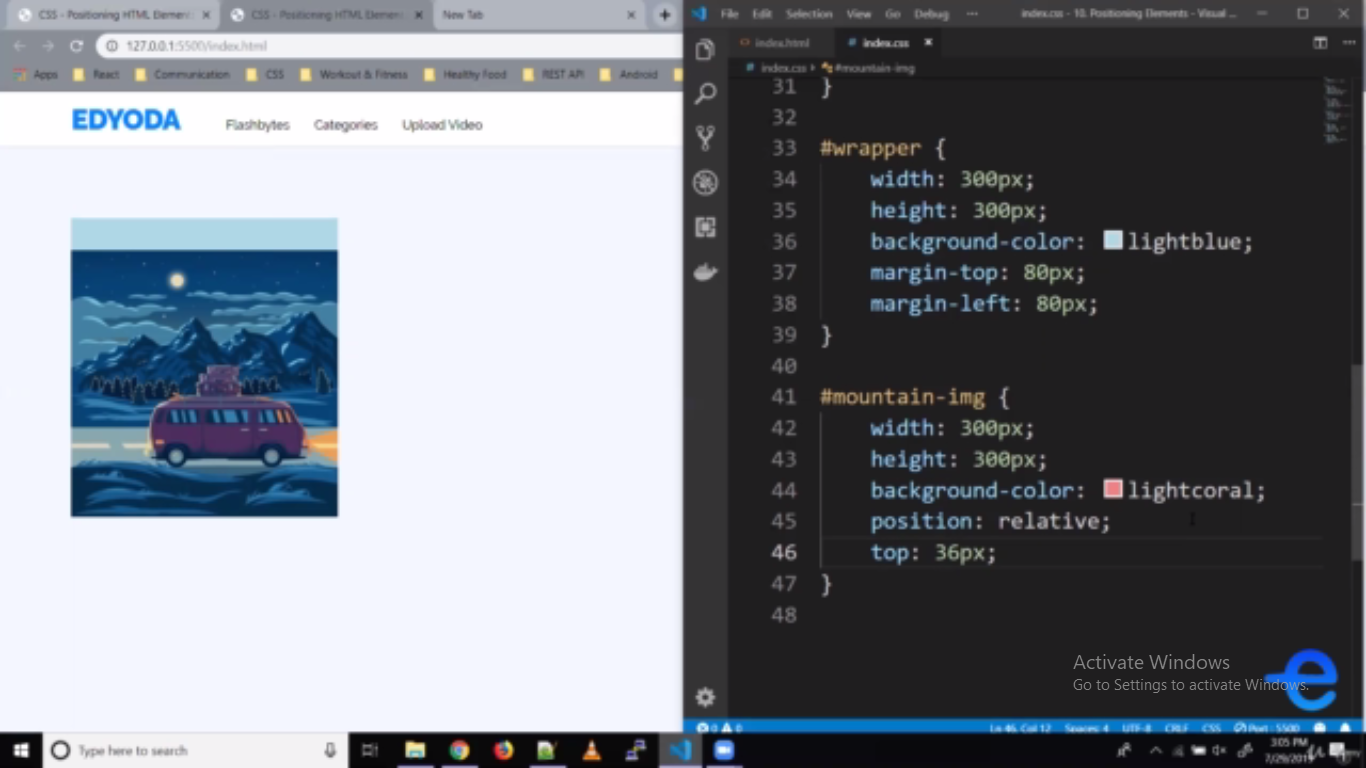 CSS - Positioning HTML Element
CSS - Positioning HTML Element
New Tab
127.0.0.1:5500/index.html
Apps
React
Communication
CSS
Workout & Fitness
Healthy Food
REST API
Android
EDYODA
Flashbytes
Categories
Upload Video
File Edit Selection View Go Debug ···
index.css - 10. Positioning Elements - Visual ...
index.html
index.css
index.css
#mountain-img
31 }
32
33 #wrapper {
34 width: 300px;
35 height: 300px;
36 background-color: lightblue;
37 margin-top: 80px;
38 margin-left: 80px;
39 }
40
41 #mountain-img {
42 width: 300px;
43 height: 300px;
44 background-color: lightcoral;
45 position: relative;
46 top: 36px;
47 }
48
Activate Windows
Go to Settings to activate Windows.
0 0
Ln 46, Col 12 Spaces: 4 UTF-8 CRLF CSS Port : 5500
Type here to search
3:05 PM